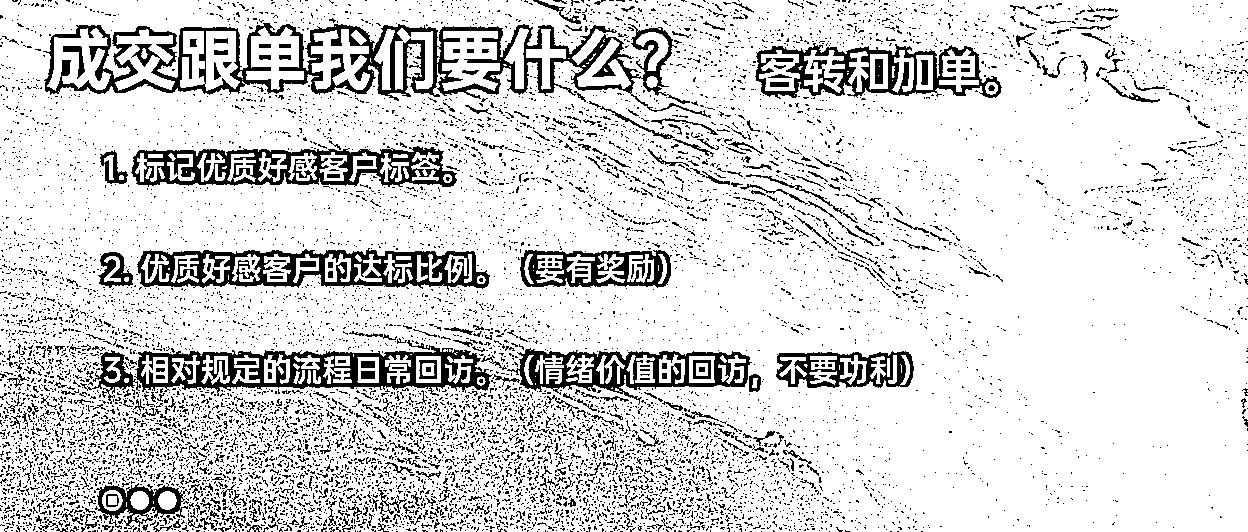 成交跟单我们要什么? 客转和加单。
1. 标记优质好感客户标签。
2. 优质好感客户的达标比例。（要有奖励）
3. 相对规定的流程日常回访。（情绪价值的回访，不要功利）